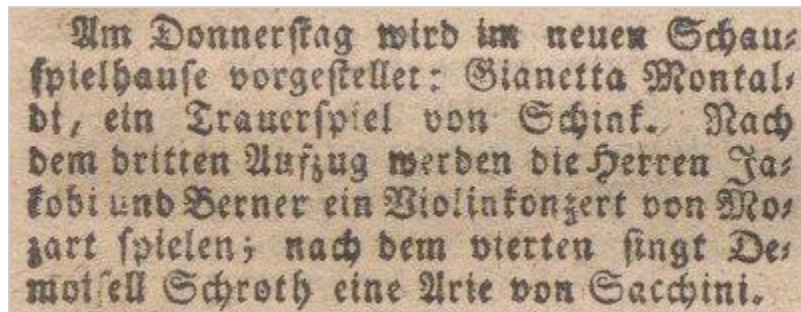 Am Donnerſtag wird im neuen Schau⸗
ſpielhauſe vorgeſtellet: Gianetta Montal⸗
di, ein Trauerſpiel von Schink. Nach
dem dritten Aufzug werden die Herren Ja⸗
kobi und Berner ein Violinkonzert von Mo⸗
zart ſpielen; nach dem vierten ſingt De⸗
moiſell Schroth eine Arie von Sacchini.